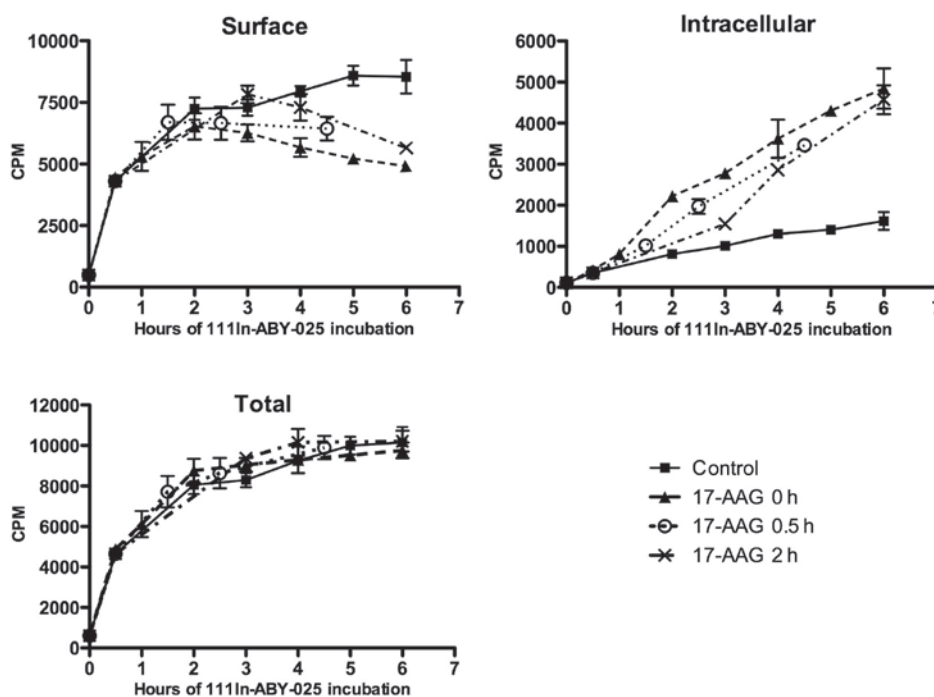 Surface
10000
7500
5000
2500
0
CPM
0 1 2 3 4 5 6 7
Hours of 111In-ABY-025 incubation
Intracellular
6000
5000
4000
3000
2000
1000
0
CPM
0 1 2 3 4 5 6 7
Hours of 111In-ABY-025 incubation
Total
12000
10000
8000
6000
4000
2000
0
CPM
0 1 2 3 4 5 6 7
Hours of 111In-ABY-025 incubation
Control
17-AAG 0 h
17-AAG 0.5 h
17-AAG 2 h